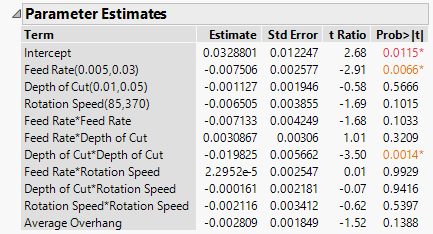 Parameter Estimates
Term Estimate Std Error t Ratio Prob>|t|
Intercept 0.0328801 0.012247 2.68 0.0115*
Feed Rate(0.005,0.03) -0.007506 0.002577 -2.91 0.0066*
Depth of Cut(0.01,0.05) -0.001127 0.001946 -0.58 0.5666
Rotation Speed(85,370) -0.006505 0.003855 -1.69 0.1015
Feed Rate*Feed Rate -0.007133 0.004249 -1.68 0.1033
Feed Rate*Depth of Cut 0.0030867 0.00306 1.01 0.3209
Depth of Cut*Depth of Cut -0.019825 0.005662 -3.50 0.0014*
Feed Rate*Rotation Speed 2.2952e-5 0.002547 0.01 0.9929
Depth of Cut*Rotation Speed -0.000161 0.002181 -0.07 0.9416
Rotation Speed*Rotation Speed -0.002116 0.003412 -0.62 0.5397
Average Overhang -0.002809 0.001849 -1.52 0.1388